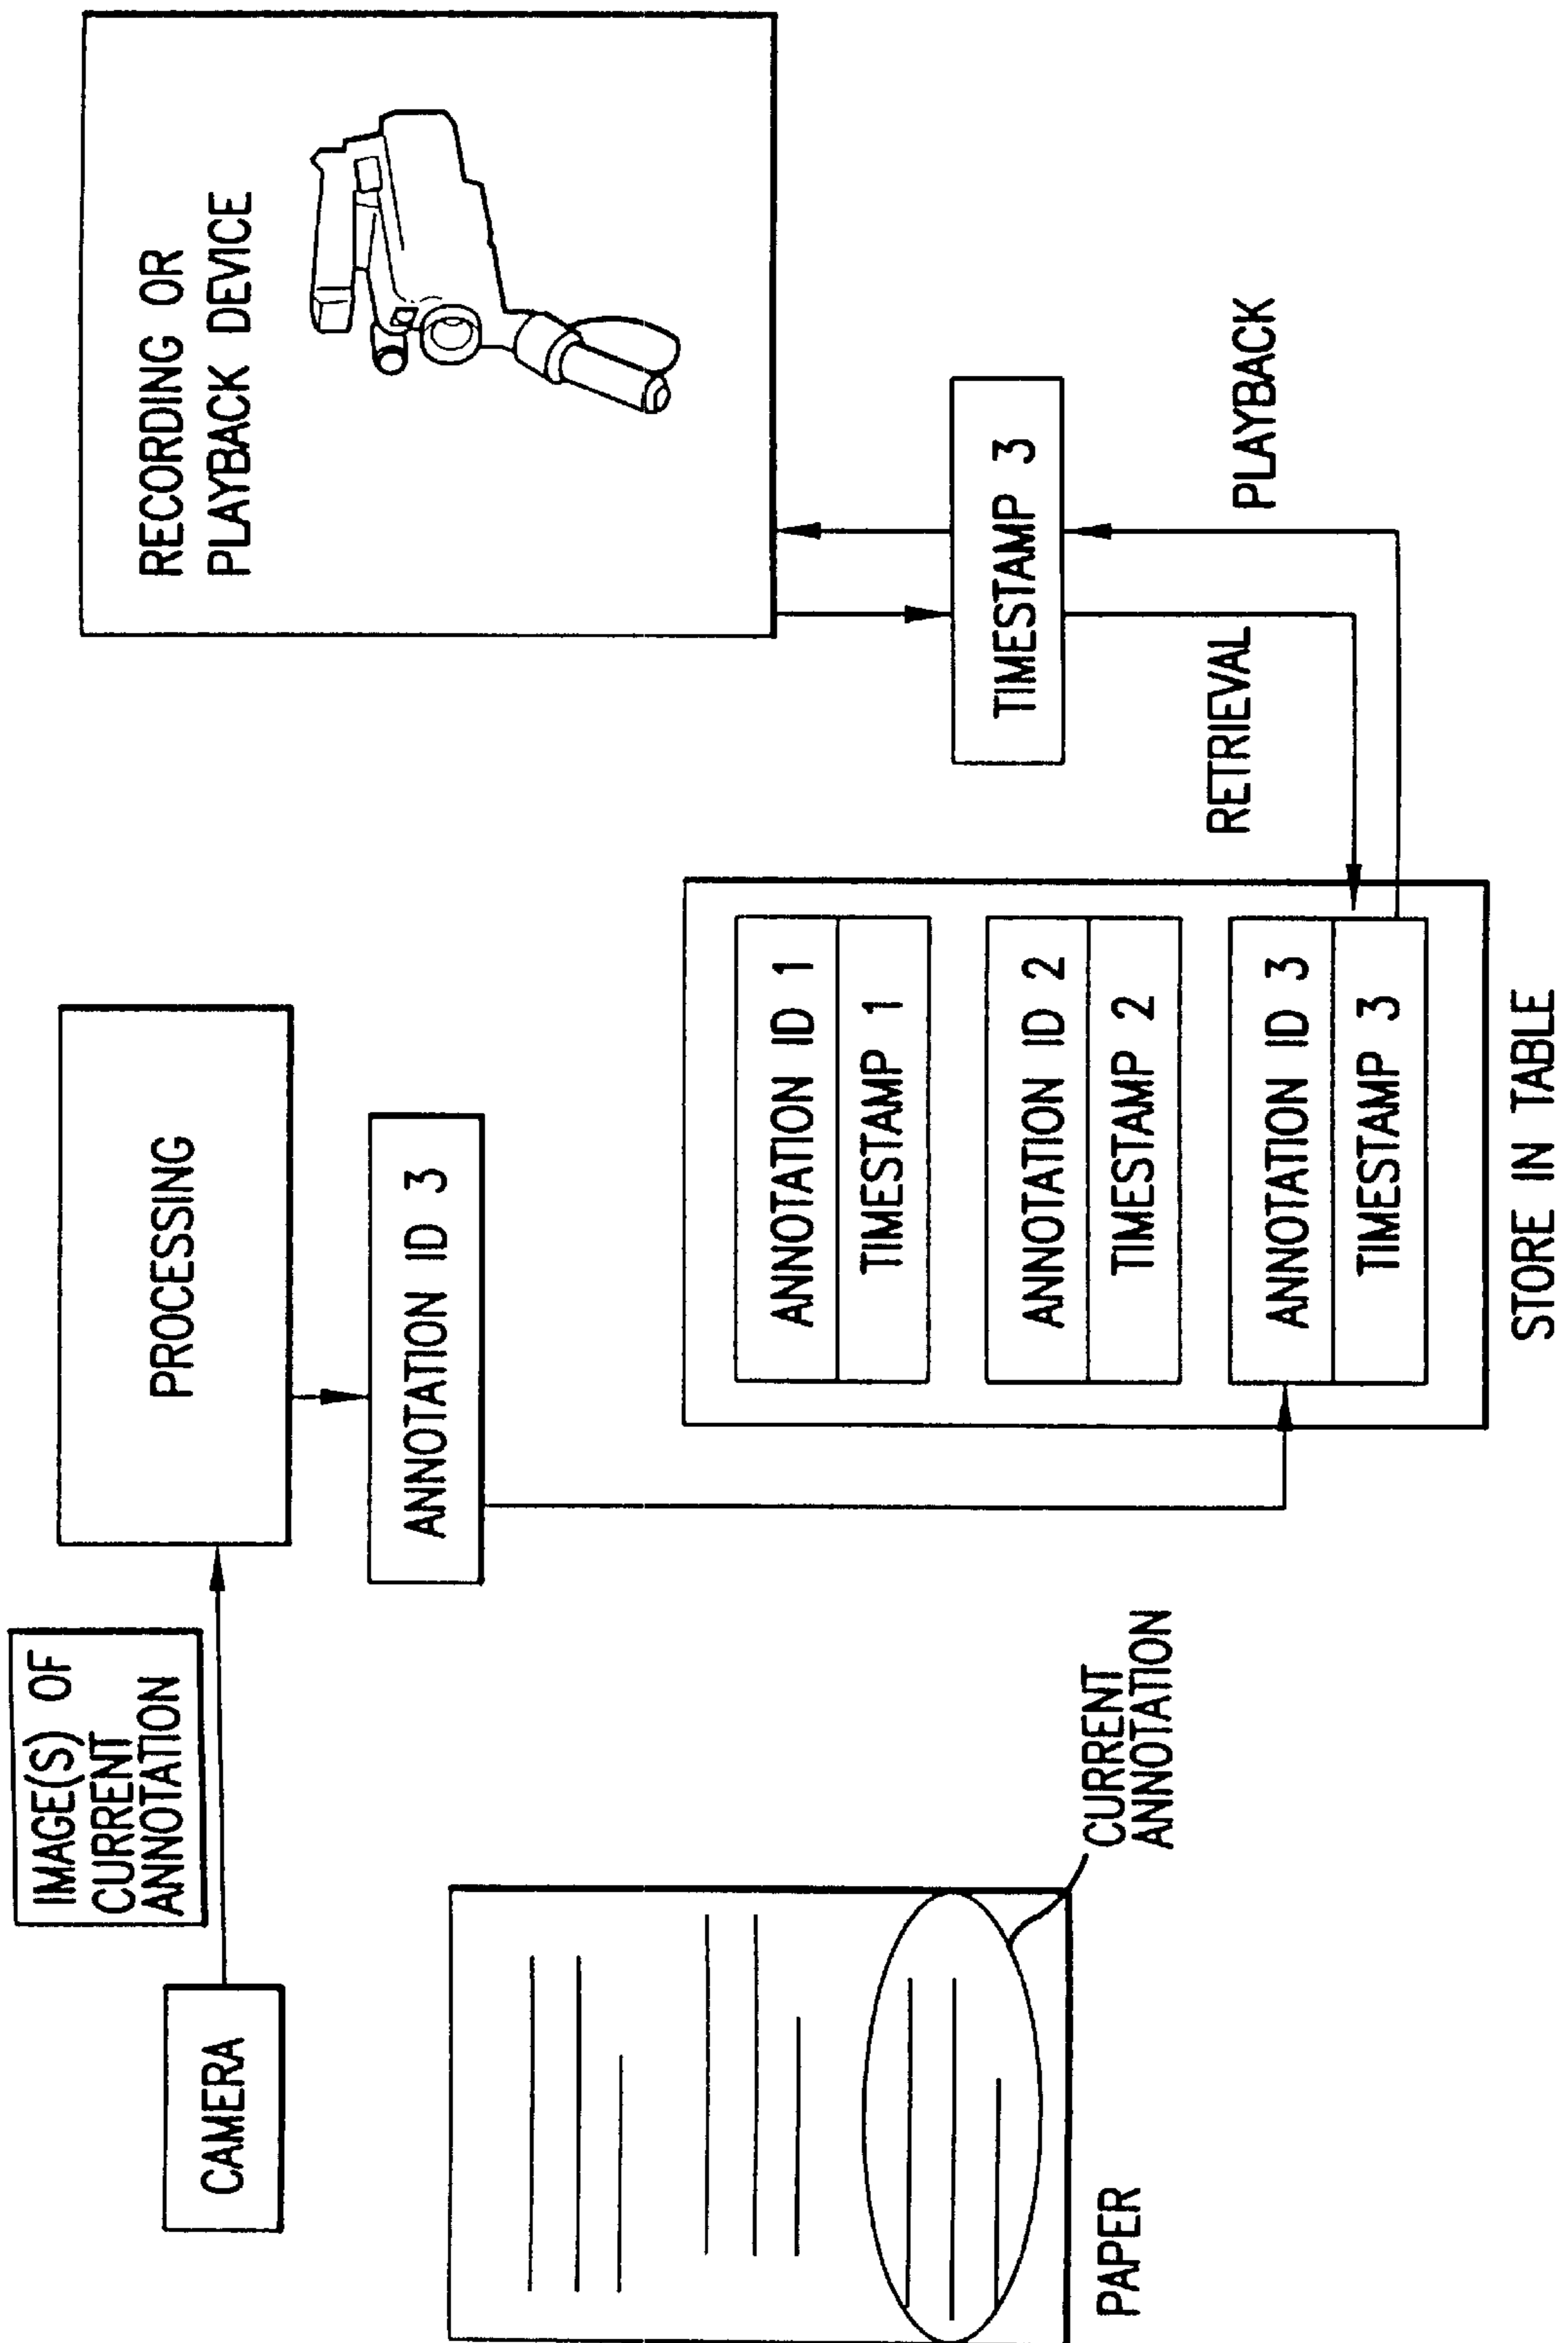 IMAGE(S) OF
CURRENT
ANNOTATION
CAMERA
PROCESSING
RECORDING OR
PLAYBACK DEVICE
ANNOTATION ID 3
PAPER
CURRENT
ANNOTATION
ANNOTATION ID 1
TIMESTAMP 1
ANNOTATION ID 2
TIMESTAMP 2
ANNOTATION ID 3
TIMESTAMP 3
STORE IN TABLE
TIMESTAMP 3
RETRIEVAL
PLAYBACK